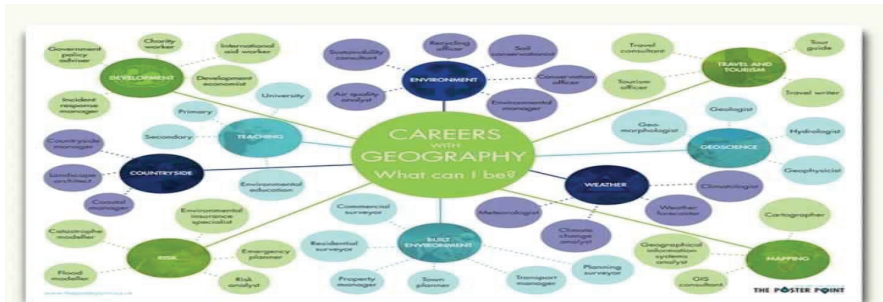 CAREERS
WITH
GEOGRAPHY
What can I be?
DEVELOPMENT
Government
policy
adviser
Charity
worker
International
aid worker
Development
economist
Incident
response
manager
ENVIRONMENT
Sustainability
consultant
Recycling
officer
Soil
conservationist
Conservation
officer
Environmental
manager
Air quality
analyst
TRAVEL AND
TOURISM
Travel
consultant
Tour
guide
Tourism
officer
Travel writer
TEACHING
University
Primary
Secondary
Environmental
education
GEOSCIENCE
Geo-
morphologist
Geologist
Hydrologist
Geophysicist
COUNTRYSIDE
Countryside
manager
Landscape
architect
Coastal
manager
WEATHER
Meteorologist
Climate
change
analyst
Weather
forecaster
Climatologist
RISK
Catastrophe
modeller
Environmental
insurance
specialist
Emergency
planner
Risk
analyst
Flood
modeller
BUILT
ENVIRONMENT
Commercial
surveyor
Residential
surveyor
Property
manager
Town
planner
Transport
manager
Planning
surveyor
MAPPING
Cartographer
Geographical
information
systems
analyst
GIS
consultant
THE POSTER POINT